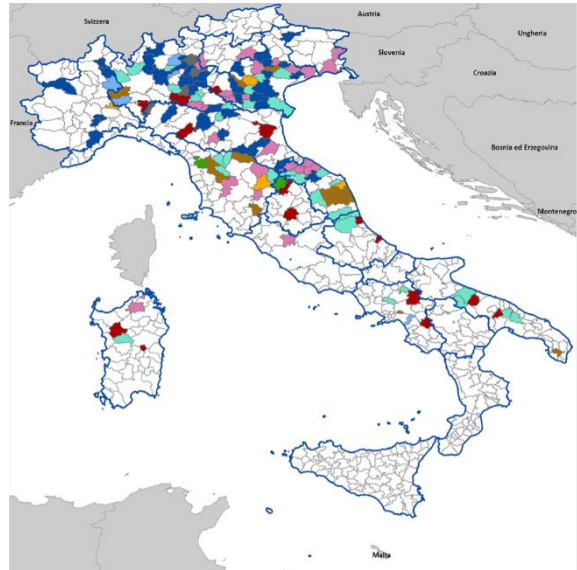 Austria
Svizzera
Ungheria
Slovenia
Croazia
Francia
Bosnia ed Erzegovina
Montenegro
Malta